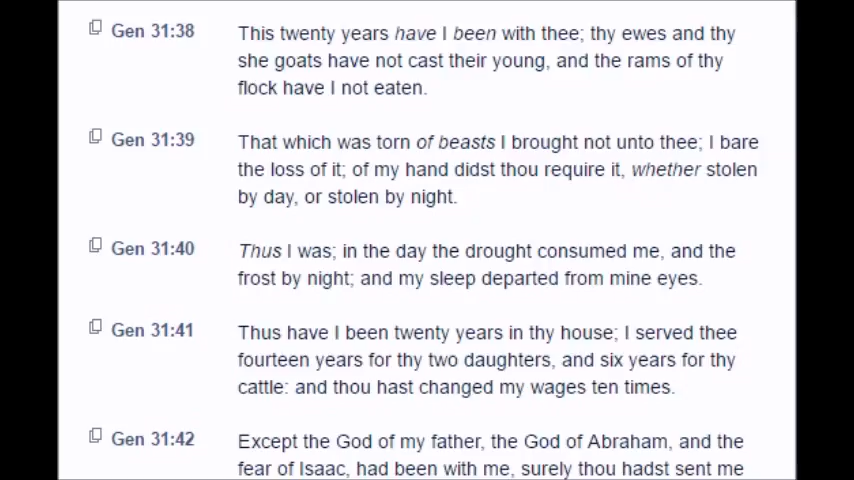 Gen 31:38 This twenty years have I been with thee; thy ewes and thy
she goats have not cast their young, and the rams of thy
flock have I not eaten.
Gen 31:39 That which was torn of beasts I brought not unto thee; I bare
the loss of it; of my hand didst thou require it, whether stolen
by day, or stolen by night.
Gen 31:40 Thus I was; in the day the drought consumed me, and the
frost by night; and my sleep departed from mine eyes.
Gen 31:41 Thus have I been twenty years in thy house; I served thee
fourteen years for thy two daughters, and six years for thy
cattle: and thou hast changed my wages ten times.
Gen 31:42 Except the God of my father, the God of Abraham, and the
fear of Isaac, had been with me, surely thou hadst sent me